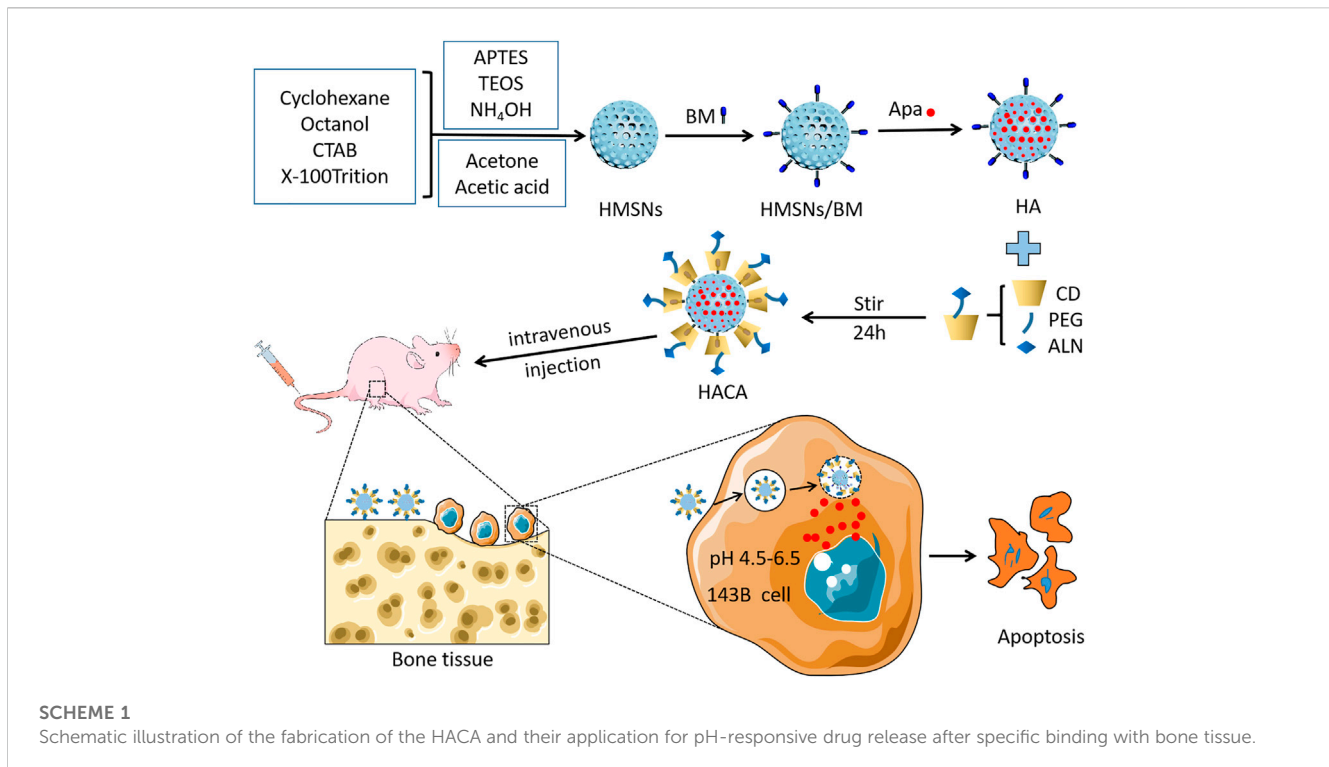 Cyclohexane
Octanol
CTAB
X-100Trition
APTES
TEOS
NH₄OH
Acetone
Acetic acid
HMSNs
BM
HMSNs/BM
Apa
HA
CD
PEG
ALN
Stir
24h
HACA
intravenous
injection
Bone tissue
pH 4.5-6.5
143B cell
Apoptosis
SCHEME 1
Schematic illustration of the fabrication of the HACA and their application for pH-responsive drug release after specific binding with bone tissue.